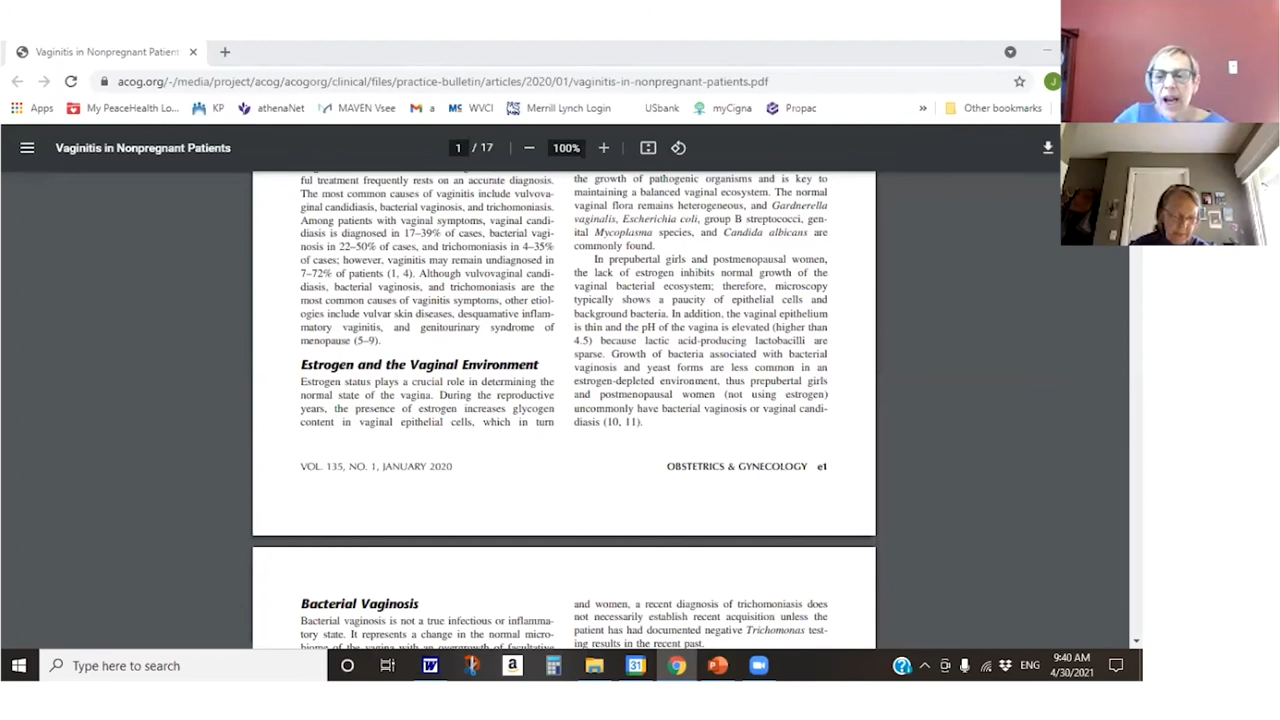 Vaginitis in Nonpregnant Patient
acog.org/-/media/project/acog/acogorg/clinical/files/practice-bulletin/articles/2020/01/vaginitis-in-nonpregnant-patients.pdf
J
Apps
My PeaceHealth Lo...
KP
athenaNet
MAVEN Vsee
a
WVCI
Merrill Lynch Login
USbank
myCigna
Propac
»
Other bookmarks
Vaginitis in Nonpregnant Patients
1 / 17
100%
ful treatment frequently rests on an accurate diagnosis.
The most common causes of vaginitis include vulvova-
ginal candidiasis, bacterial vaginosis, and trichomoniasis.
Among patients with vaginal symptoms, vaginal candi-
diasis is diagnosed in 17–39% of cases, bacterial vagi-
nosis in 22–50% of cases, and trichomoniasis in 4–35%
of cases; however, vaginitis may remain undiagnosed in
7–72% of patients (1, 4). Although vulvovaginal candi-
diasis, bacterial vaginosis, and trichomoniasis are the
most common causes of vaginitis symptoms, other etiol-
ogies include vulvar skin diseases, desquamative inflam-
matory vaginitis, and genitourinary syndrome of
menopause (5–9).
Estrogen and the Vaginal Environment
Estrogen status plays a crucial role in determining the
normal state of the vagina. During the reproductive
years, the presence of estrogen increases glycogen
content in vaginal epithelial cells, which in turn
the growth of pathogenic organisms and is key to
maintaining a balanced vaginal ecosystem. The normal
vaginal flora remains heterogeneous, and Gardnerella
vaginalis, Escherichia coli, group B streptococci, gen-
ital Mycoplasma species, and Candida albicans are
commonly found.
In prepubertal girls and postmenopausal women,
the lack of estrogen inhibits normal growth of the
vaginal bacterial ecosystem; therefore, microscopy
typically shows a paucity of epithelial cells and
background bacteria. In addition, the vaginal epithelium
is thin and the pH of the vagina is elevated (higher than
4.5) because lactic acid-producing lactobacilli are
sparse. Growth of bacteria associated with bacterial
vaginosis and yeast forms are less common in an
estrogen-depleted environment, thus prepubertal girls
and postmenopausal women (not using estrogen)
uncommonly have bacterial vaginosis or vaginal candi-
diasis (10, 11).
VOL. 135, NO. 1, JANUARY 2020
OBSTETRICS & GYNECOLOGY e1
Bacterial Vaginosis
Bacterial vaginosis is not a true infectious or inflamma-
tory state. It represents a change in the normal micro-
biome of the vagina with an overgrowth of facultative
and women, a recent diagnosis of trichomoniasis does
not necessarily establish recent acquisition unless the
patient has had documented negative Trichomonas test-
ing results in the recent past.
Type here to search
W
a
31
ENG
9:40 AM
4/30/2021